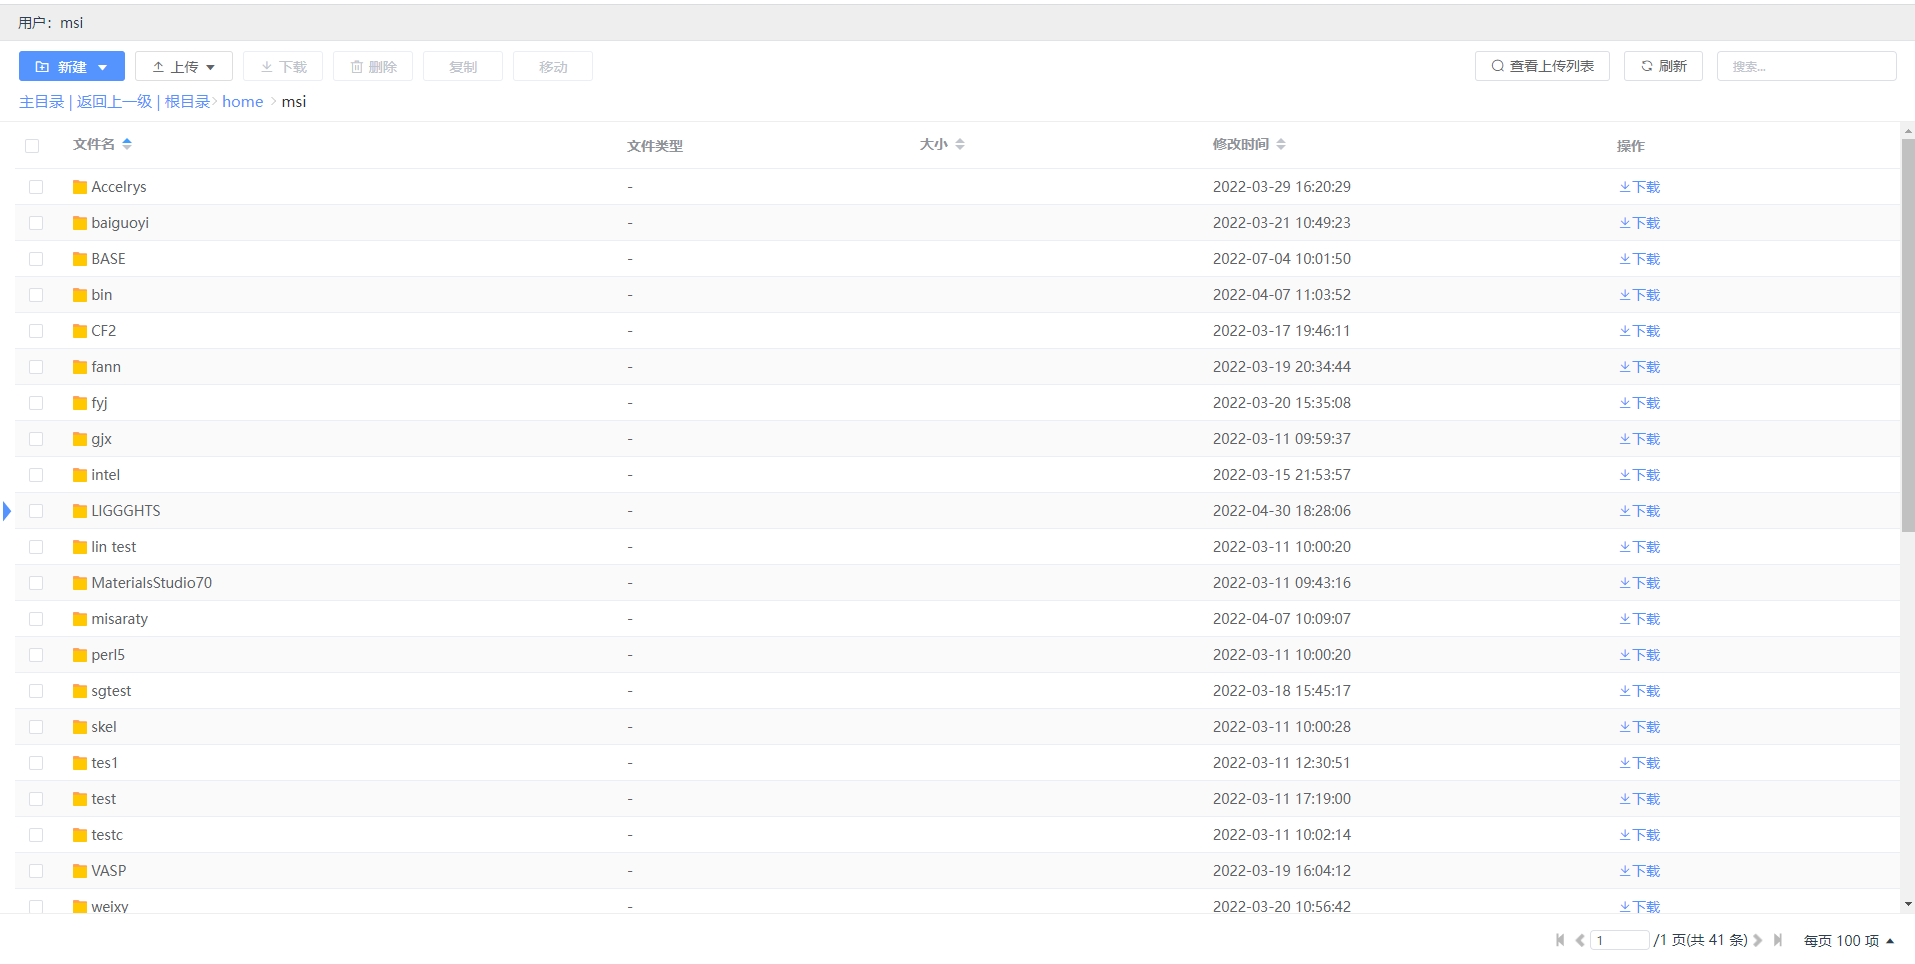 用户：msi
新建 上传 下载 删除 复制 移动 查看上传列表 刷新 搜索...
主目录 | 返回上一级 | 根目录 > home > msi
文件名 文件类型 大小 修改时间 操作
Accelrys - 2022-03-29 16:20:29 下载
baiguoyi - 2022-03-21 10:49:23 下载
BASE - 2022-07-04 10:01:50 下载
bin - 2022-04-07 11:03:52 下载
CF2 - 2022-03-17 19:46:11 下载
fann - 2022-03-19 20:34:44 下载
fyj - 2022-03-20 15:35:08 下载
gjx - 2022-03-11 09:59:37 下载
intel - 2022-03-15 21:53:57 下载
LIGGGHTS - 2022-04-30 18:28:06 下载
lin test - 2022-03-11 10:00:20 下载
MaterialsStudio70 - 2022-03-11 09:43:16 下载
misaraty - 2022-04-07 10:09:07 下载
perl5 - 2022-03-11 10:00:20 下载
sgtest - 2022-03-18 15:45:17 下载
skel - 2022-03-11 10:00:28 下载
tes1 - 2022-03-11 12:30:51 下载
test - 2022-03-11 17:19:00 下载
testc - 2022-03-11 10:02:14 下载
VASP - 2022-03-19 16:04:12 下载
weixy - 2022-03-20 10:56:42 下载
1 /1 页(共 41 条) 每页 100 项